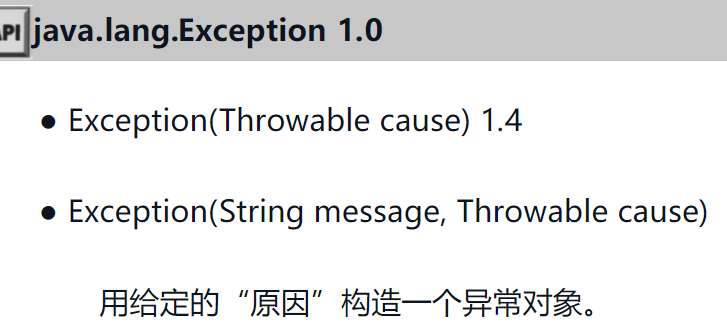 API java.lang.Exception 1.0
● Exception(Throwable cause) 1.4
● Exception(String message, Throwable cause)
用给定的“原因”构造一个异常对象。